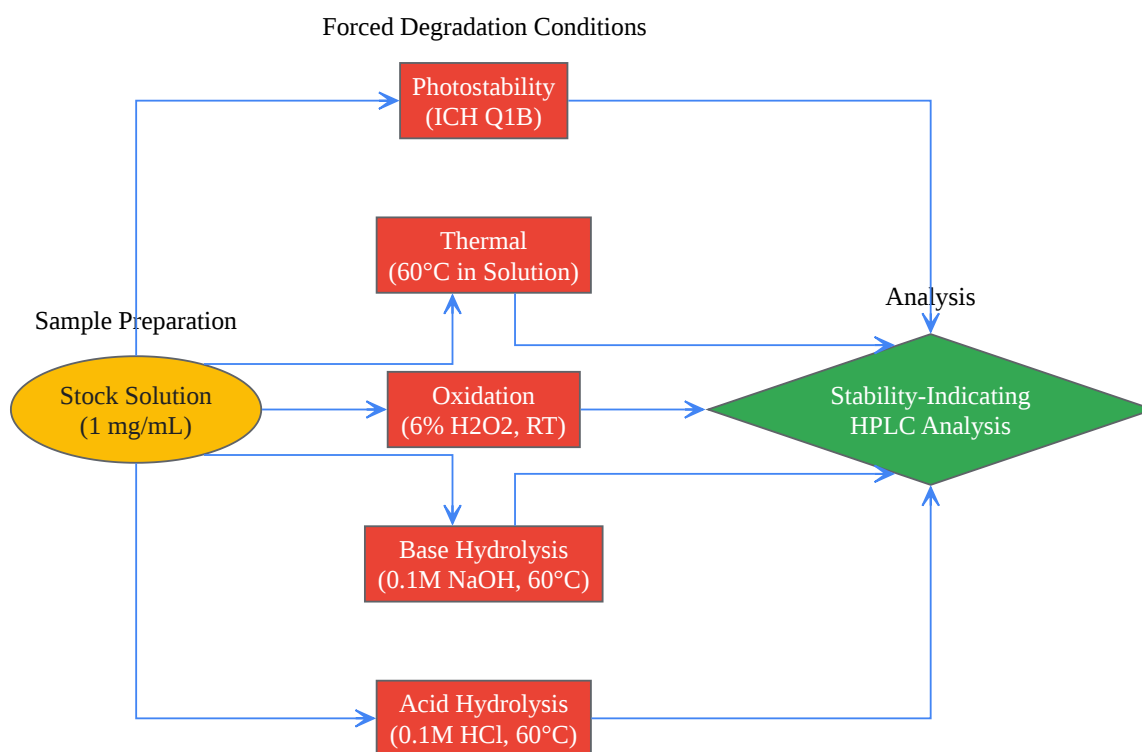 Forced Degradation Conditions
Photostability
(ICH Q1B)
Thermal
(60°C in Solution)
Analysis
Sample Preparation
Stock Solution
(1 mg/mL)
Oxidation
(6% H2O2, RT)
Stability-Indicating
HPLC Analysis
Base Hydrolysis
(0.1M NaOH, 60°C)
Acid Hydrolysis
(0.1M HCl, 60°C)